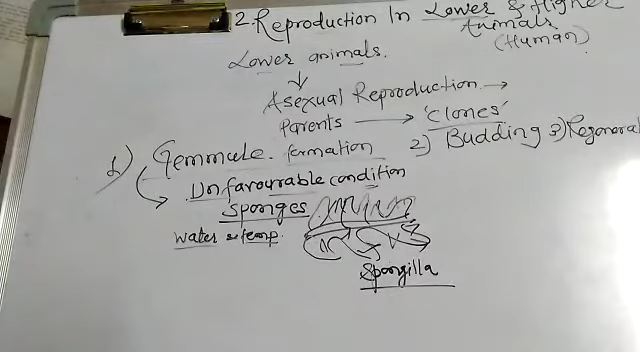 2. Reproduction In Lower & Higher
Animals
(Human)
Lower animals.
Asexual Reproduction →
Parents → 'Clones'
1) Gemmule formation 2) Budding 3) Regenera
Unfavourable condition
Sponges
Water & temp.
Spongilla